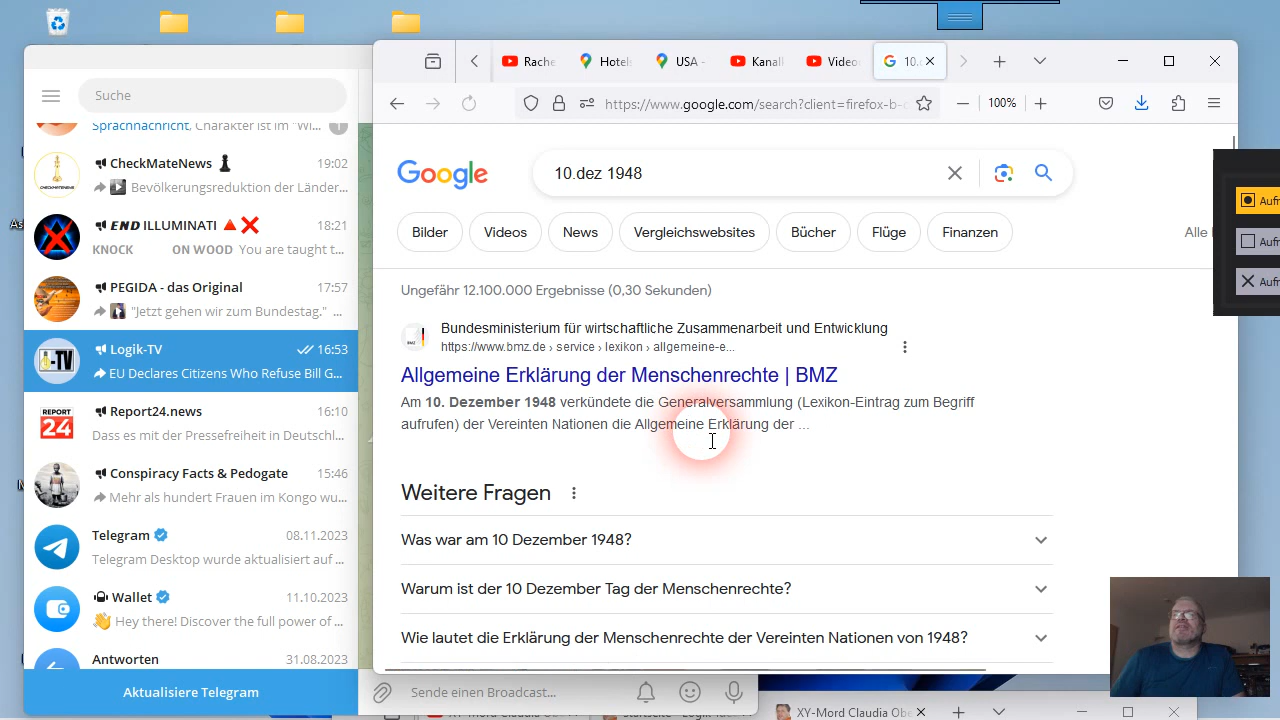 Suche
Sprachnachricht, Charakter ist im "Wi... 1
CheckMateNews 19:02
Bevölkerungsreduktion der Länder...
END ILLUMINATI 18:21
KNOCK ON WOOD You are taught t...
PEGIDA - das Original 17:57
"Jetzt gehen wir zum Bundestag."
Logik-TV 16:53
EU Declares Citizens Who Refuse Bill G...
REPORT 24
Report24.news 16:10
Dass es mit der Pressefreiheit in Deutschl...
Conspiracy Facts & Pedogate 15:46
Mehr als hundert Frauen im Kongo wu...
Telegram 08.11.2023
Telegram Desktop wurde aktualisiert auf ...
Wallet 11.10.2023
Hey there! Discover the full power of ...
Antworten 31.08.2023
Aktualisiere Telegram
Sende einen Broadcast...
Rache
Hotels
USA -
Kanal
Video
10.
https://www.google.com/search?client=firefox-b-
100%
Google
10.dez 1948
Bilder
Videos
News
Vergleichswebsites
Bücher
Flüge
Finanzen
Alle
Ungefähr 12.100.000 Ergebnisse (0,30 Sekunden)
BMZ
Bundesministerium für wirtschaftliche Zusammenarbeit und Entwicklung
https://www.bmz.de › service › lexikon › allgemeine-e...
Allgemeine Erklärung der Menschenrechte | BMZ
Am 10. Dezember 1948 verkündete die Generalversammlung (Lexikon-Eintrag zum Begriff
aufrufen) der Vereinten Nationen die Allgemeine Erklärung der ...
Weitere Fragen
Was war am 10 Dezember 1948?
Warum ist der 10 Dezember Tag der Menschenrechte?
Wie lautet die Erklärung der Menschenrechte der Vereinten Nationen von 1948?
Aufn
Aufn
Aufn
XY-Mord Claudia Obe